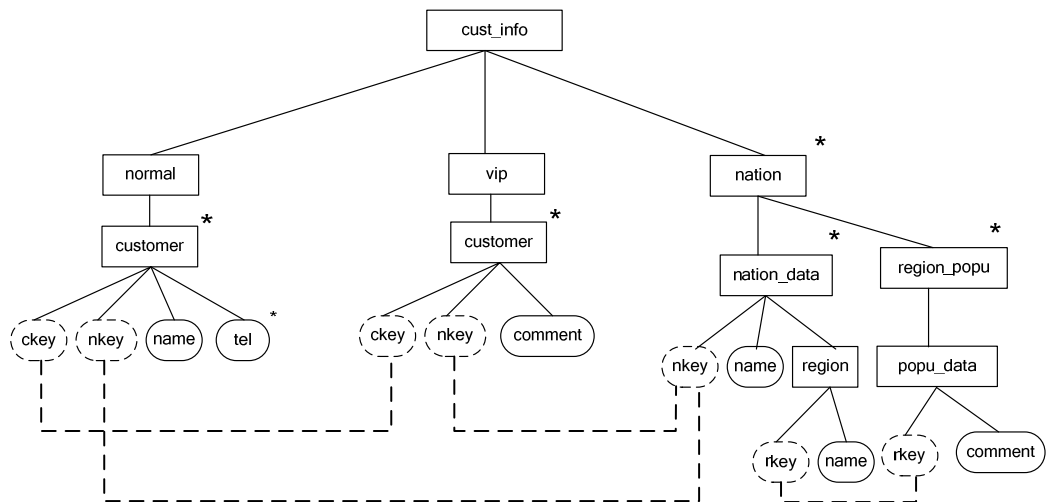 cust_info
normal
vip
*
nation
*
customer
*
customer
*
nation_data
*
region_popu
ckey
nkey
name
tel
*
ckey
nkey
comment
nkey
name
region
popu_data
rkey
name
rkey
comment